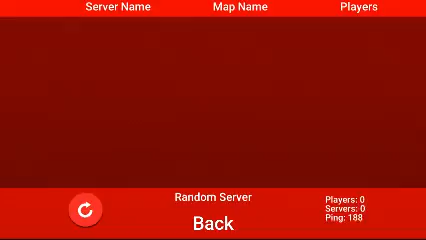 Server Name Map Name Players
Random Server
Back
Players: 0
Servers: 0
Ping: 188